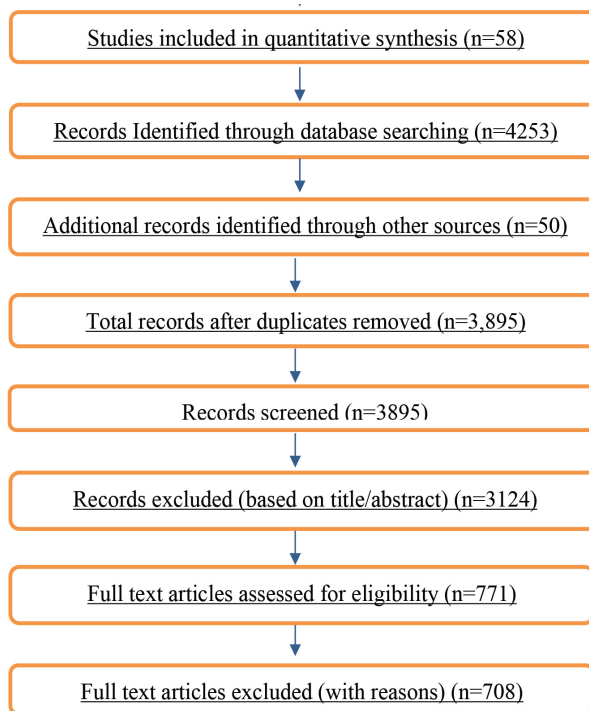 Studies included in quantitative synthesis (n=58)
Records Identified through database searching (n=4253)
Additional records identified through other sources (n=50)
Total records after duplicates removed (n=3,895)
Records screened (n=3895)
Records excluded (based on title/abstract) (n=3124)
Full text articles assessed for eligibility (n=771)
Full text articles excluded (with reasons) (n=708)